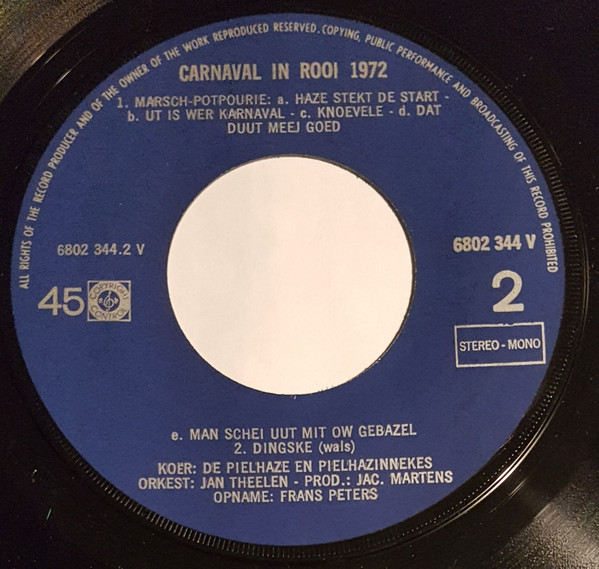 ALL RIGHTS OF THE RECORD PRODUCER AND OF THE OWNER OF THE WORK REPRODUCED RESERVED. COPYING, PUBLIC PERFORMANCE AND BROADCASTING OF THIS RECORD PROHIBITED
CARNAVAL IN ROOI 1972
1. MARSCH-POTPOURIE: a. HAZE STEKT DE START -
b. UT IS WER KARNAVAL - c. KNOEVELE - d. DAT
DUUT MEEJ GOED
6802 344.2 V
6802 344 V
45
COPYRIGHT CONTROL
2
STEREO - MONO
e. MAN SCHEI UUT MIT OW GEBAZEL
2. DINGSKE (wals)
KOER: DE PIELHAZE EN PIELHAZINNEKES
ORKEST: JAN THEELEN - PROD.: JAC. MARTENS
OPNAME: FRANS PETERS